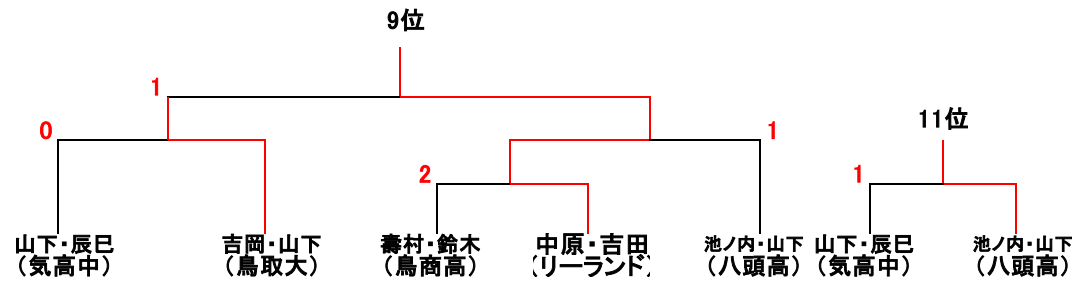 9位
1
0
1
11位
2
1
山下・辰巳
(気高中)
吉岡・山下
(鳥取大)
壽村・鈴木
(鳥商高)
中原・吉田
(リーランド)
池ノ内・山下
(八頭高)
山下・辰巳
(気高中)
池ノ内・山下
(八頭高)